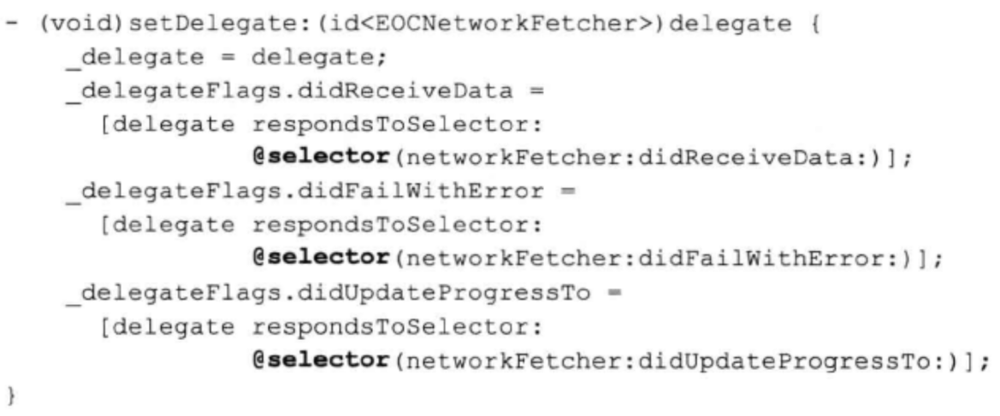 - (void)setDelegate:(id<EOCNetworkFetcher>)delegate {
    _delegate = delegate;
    _delegateFlags.didReceiveData =
      [delegate respondsToSelector:
                @selector(networkFetcher:didReceiveData:)];
    _delegateFlags.didFailWithError =
      [delegate respondsToSelector:
                @selector(networkFetcher:didFailWithError:)];
    _delegateFlags.didUpdateProgressTo =
      [delegate respondsToSelector:
                @selector(networkFetcher:didUpdateProgressTo:)];
}